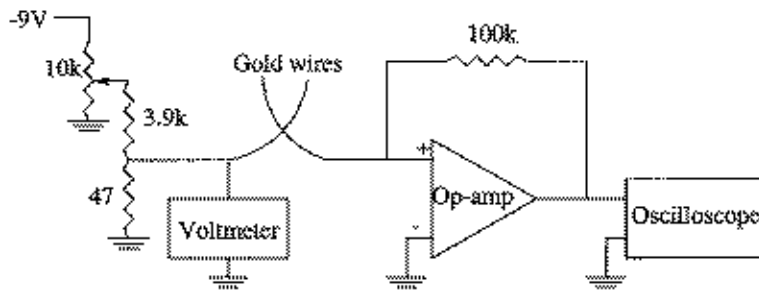 -9V
100k
10k
Gold wires
3.9k
+
47
Op-amp
-
Voltmeter
Oscilloscope